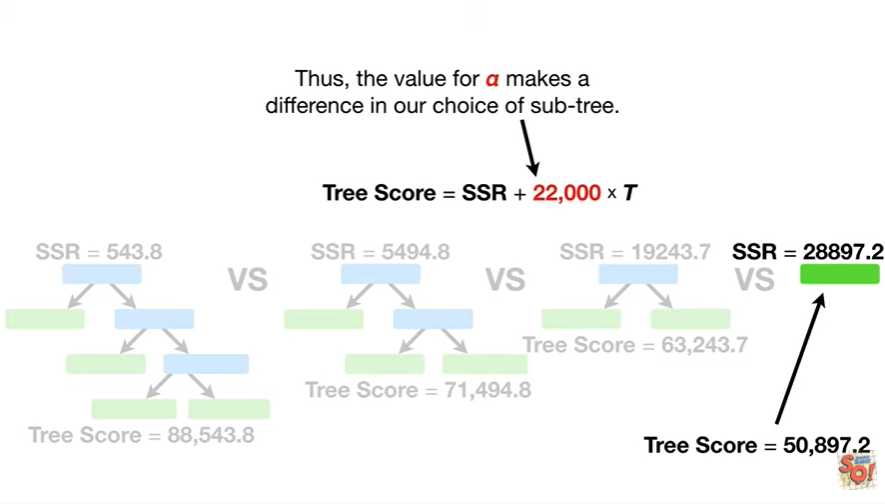 Thus, the value for α makes a
difference in our choice of sub-tree.
Tree Score = SSR + 22,000 × T
SSR = 543.8
SSR = 5494.8
SSR = 19243.7
SSR = 28897.2
VS
VS
VS
Tree Score = 63,243.7
Tree Score = 71,494.8
Tree Score = 88,543.8
Tree Score = 50,897.2
SQ!